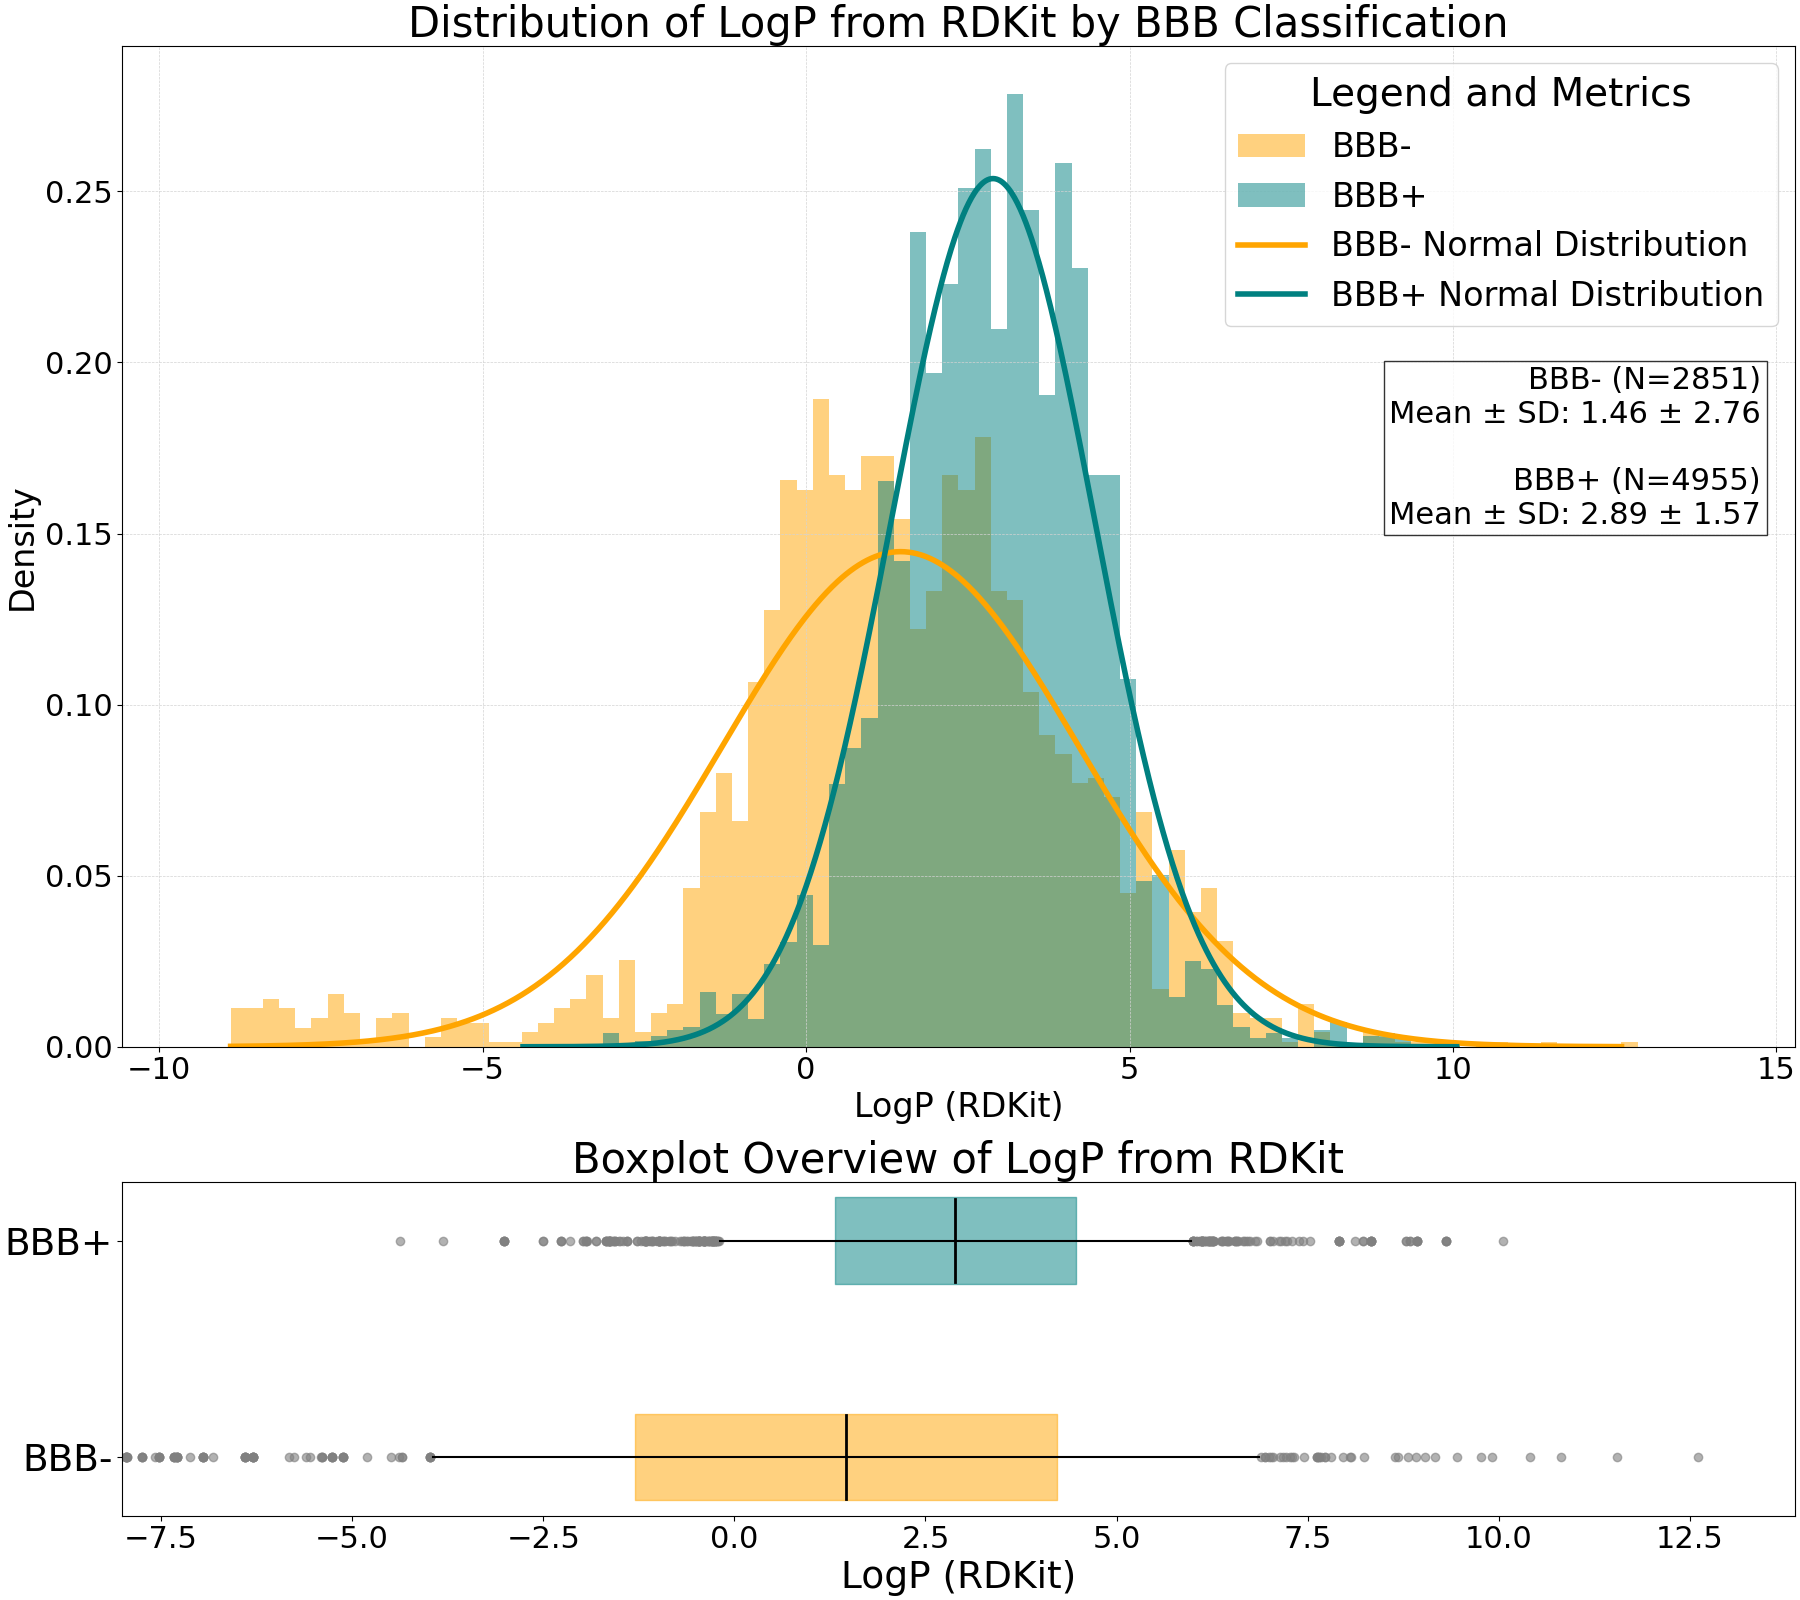 Distribution of LogP from RDKit by BBB Classification
Legend and Metrics
BBB-
BBB+
BBB- Normal Distribution
BBB+ Normal Distribution
BBB- (N=2851)
Mean ± SD: 1.46 ± 2.76
BBB+ (N=4955)
Mean ± SD: 2.89 ± 1.57
Density
0.25
0.20
0.15
0.10
0.05
0.00
−10 −5 0 5 10 15
LogP (RDKit)
Boxplot Overview of LogP from RDKit
BBB+
BBB-
−7.5 −5.0 −2.5 0.0 2.5 5.0 7.5 10.0 12.5
LogP (RDKit)